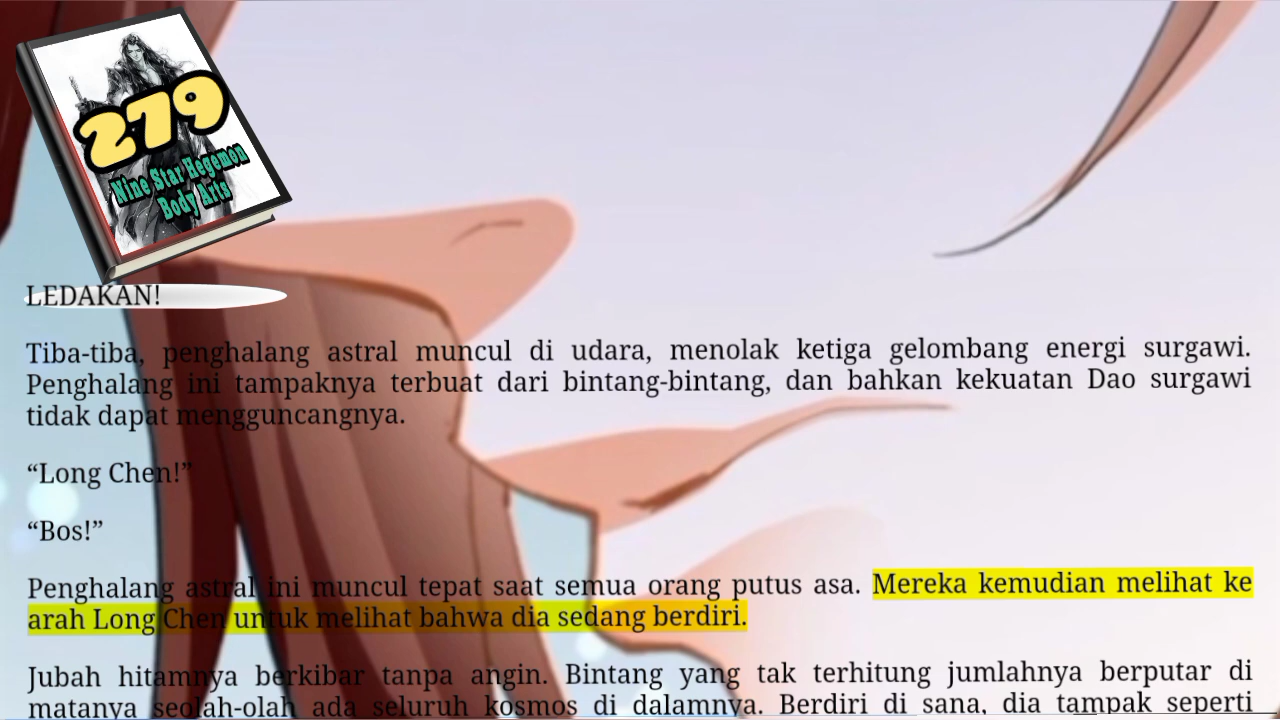 279
Nine Star Hegemon
Body Arts
LEDAKAN!
Tiba-tiba, penghalang astral muncul di udara, menolak ketiga gelombang energi surgawi.
Penghalang ini tampaknya terbuat dari bintang-bintang, dan bahkan kekuatan Dao surgawi
tidak dapat mengguncangnya.
“Long Chen!”
“Bos!”
Penghalang astral ini muncul tepat saat semua orang putus asa. Mereka kemudian melihat ke
arah Long Chen untuk melihat bahwa dia sedang berdiri.
Jubah hitamnya berkibar tanpa angin. Bintang yang tak terhitung jumlahnya berputar di
matanya seolah-olah ada seluruh kosmos di dalamnya. Berdiri di sana, dia tampak seperti